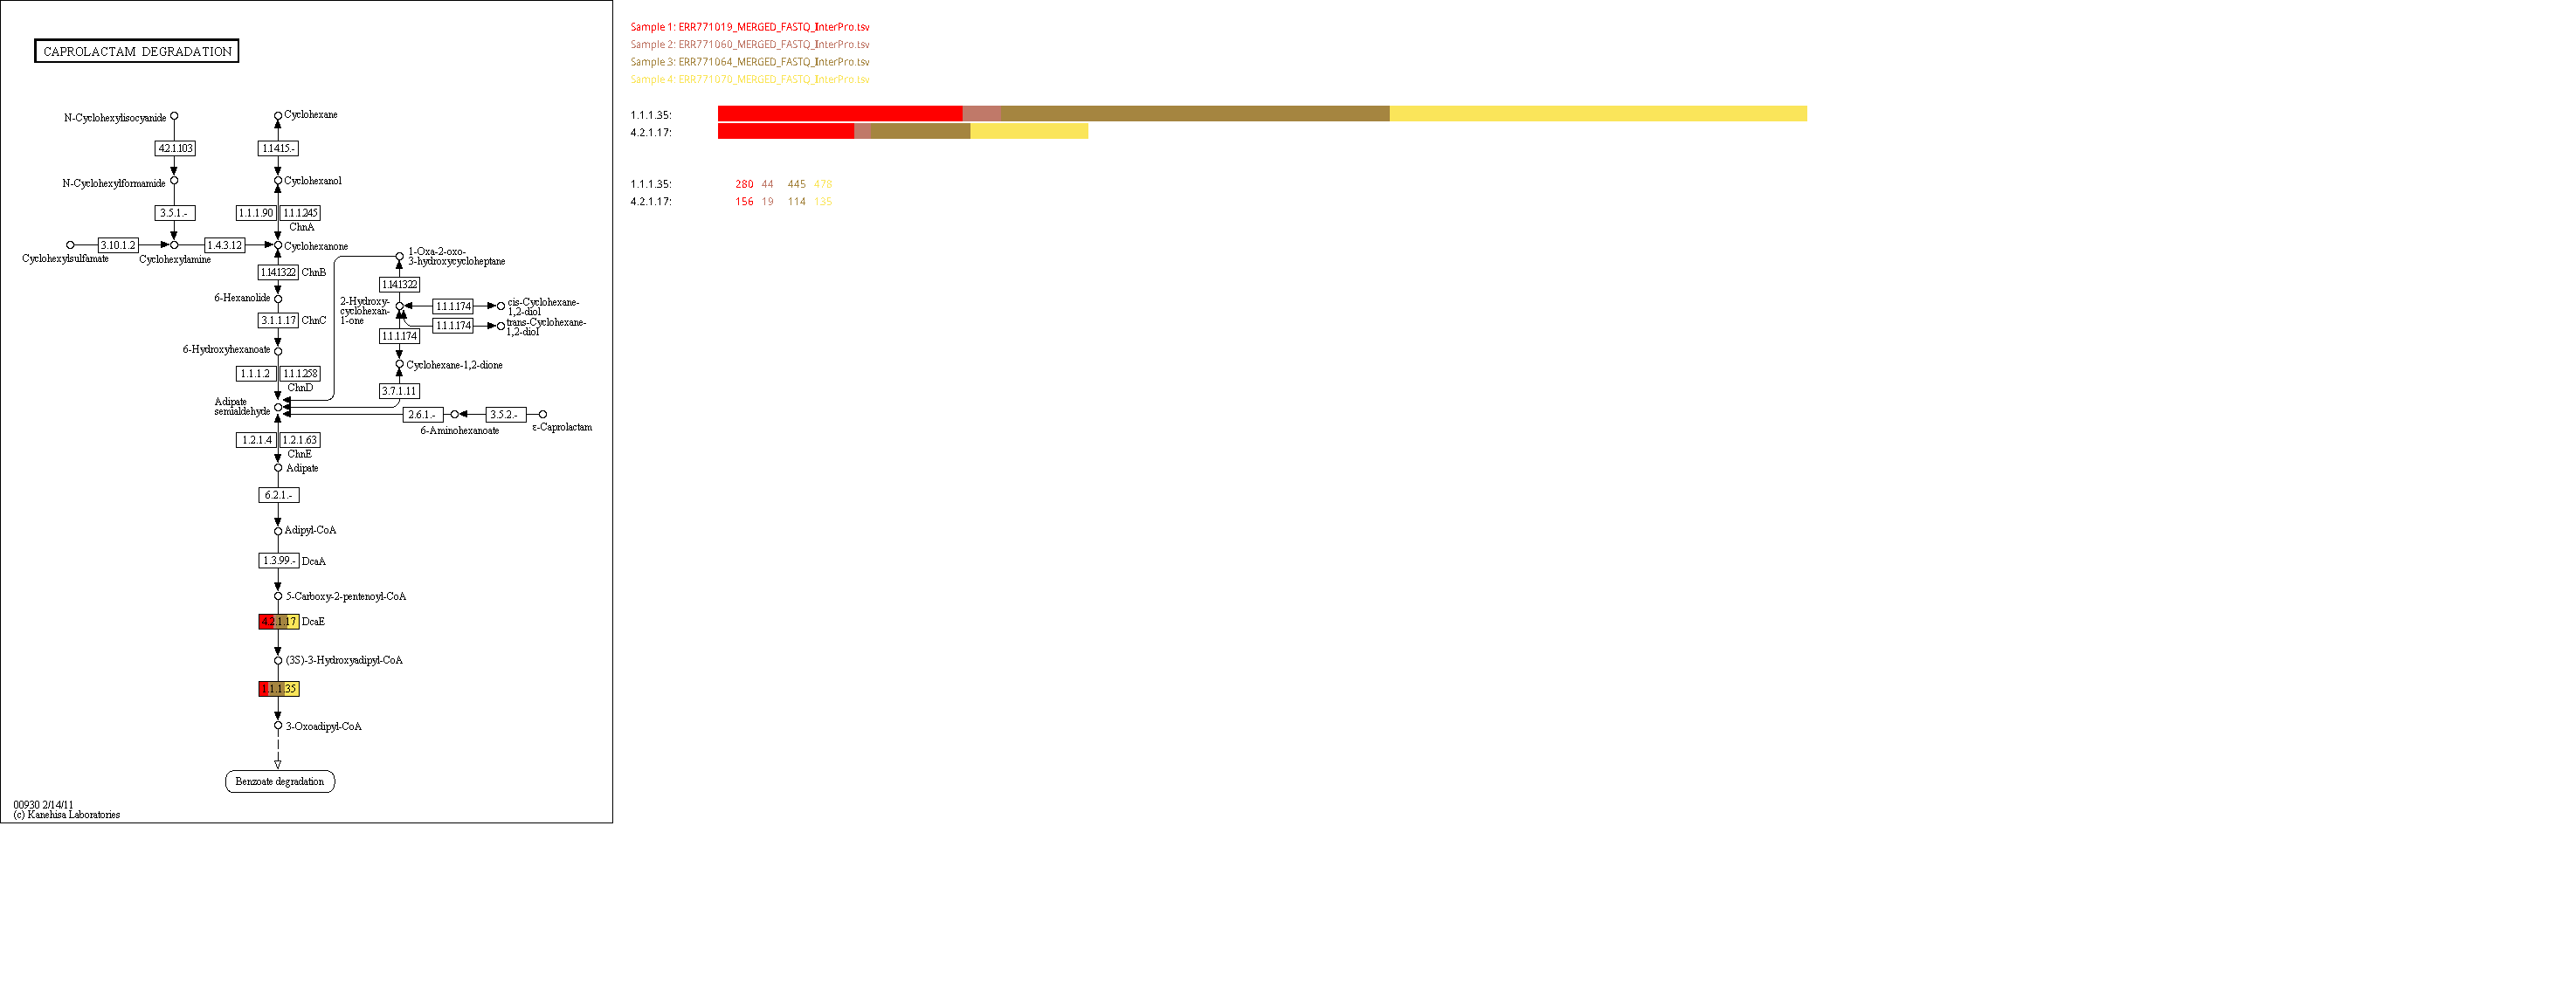 CAPROLACTAM DEGRADATION
Sample 1: ERR771019_MERGED_FASTQ_InterPro.tsv
Sample 2: ERR771060_MERGED_FASTQ_InterPro.tsv
Sample 3: ERR771064_MERGED_FASTQ_InterPro.tsv
Sample 4: ERR771070_MERGED_FASTQ_InterPro.tsv
1.1.1.35:
4.2.1.17:
1.1.1.35: 280 44 445 478
4.2.1.17: 156 19 114 135
N-Cyclohexylisocyanide
Cyclohexane
4.2.1.103
1.14.15.-
N-Cyclohexylformamide
Cyclohexanol
3.5.1.-
1.1.1.90
1.1.1.245
ChnA
3.10.1.2
1.4.3.12
Cyclohexanone
Cyclohexylsulfamate
Cyclohexylamine
1.14.13.22
ChnB
6-Hexanolide
3.1.1.17
ChnC
6-Hydroxyhexanoate
1.1.1.2
1.1.1.258
ChnD
Adipate
semialdehyde
1-Oxa-2-oxo-
3-hydroxycycloheptane
1.14.13.22
2-Hydroxy-
cyclohexan-
1-one
1.1.1.174
cis-Cyclohexane-
1,2-diol
1.1.1.174
trans-Cyclohexane-
1,2-diol
1.1.1.174
Cyclohexane-1,2-dione
3.7.1.11
2.6.1.-
3.5.2.-
6-Aminohexanoate
ε-Caprolactam
1.2.1.4
1.2.1.63
ChnE
Adipate
6.2.1.-
Adipyl-CoA
1.3.99.-
DcaA
5-Carboxy-2-pentenoyl-CoA
4.2.1.17
DcaE
(3S)-3-Hydroxyadipyl-CoA
1.1.1.35
3-Oxoadipyl-CoA
Benzoate degradation
00930 2/14/11
(c) Kanehisa Laboratories